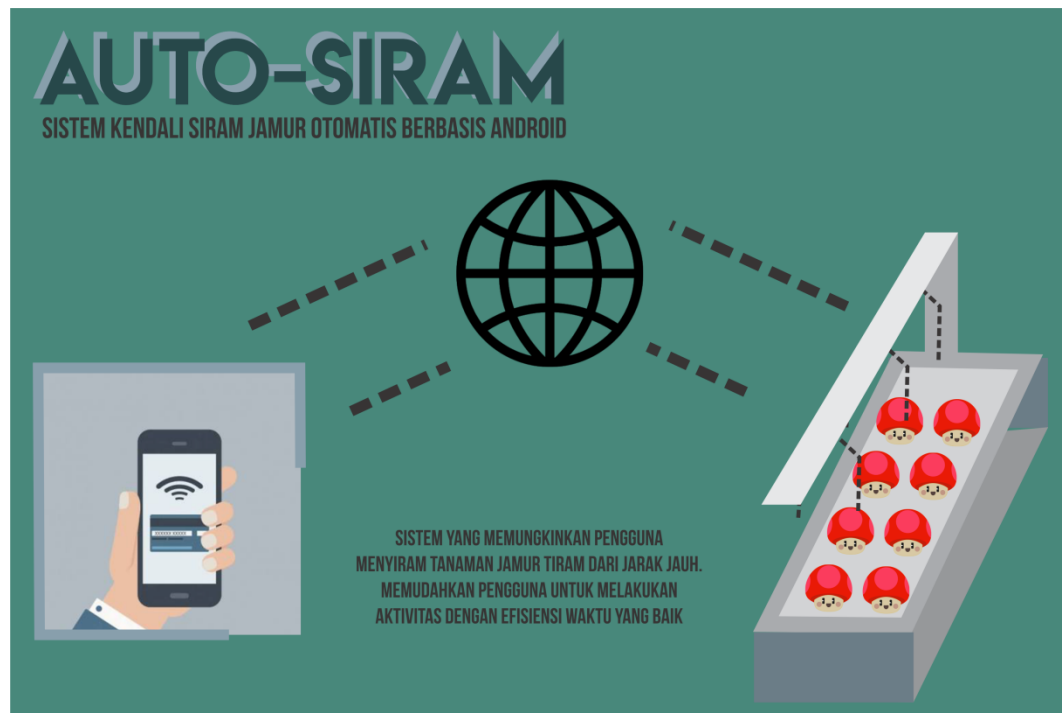 AUTO-SIRAM
SISTEM KENDALI SIRAM JAMUR OTOMATIS BERBASIS ANDROID
SISTEM YANG MEMUNGKINKAN PENGGUNA
MENYIRAM TANAMAN JAMUR TIRAM DARI JARAK JAUH.
MEMUDAHKAN PENGGUNA UNTUK MELAKUKAN
AKTIVITAS DENGAN EFISIENSI WAKTU YANG BAIK